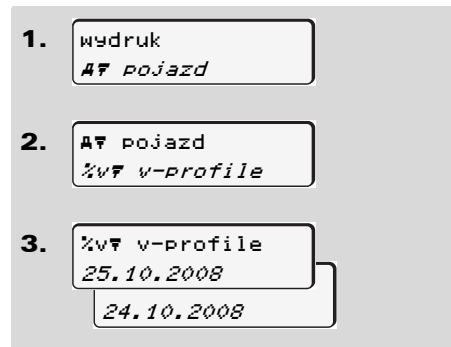 1. wydruk
A▼ pojazd
2. A▼ pojazd
%v▼ v-profile
3. %v▼ v-profile
25.10.2008
24.10.2008